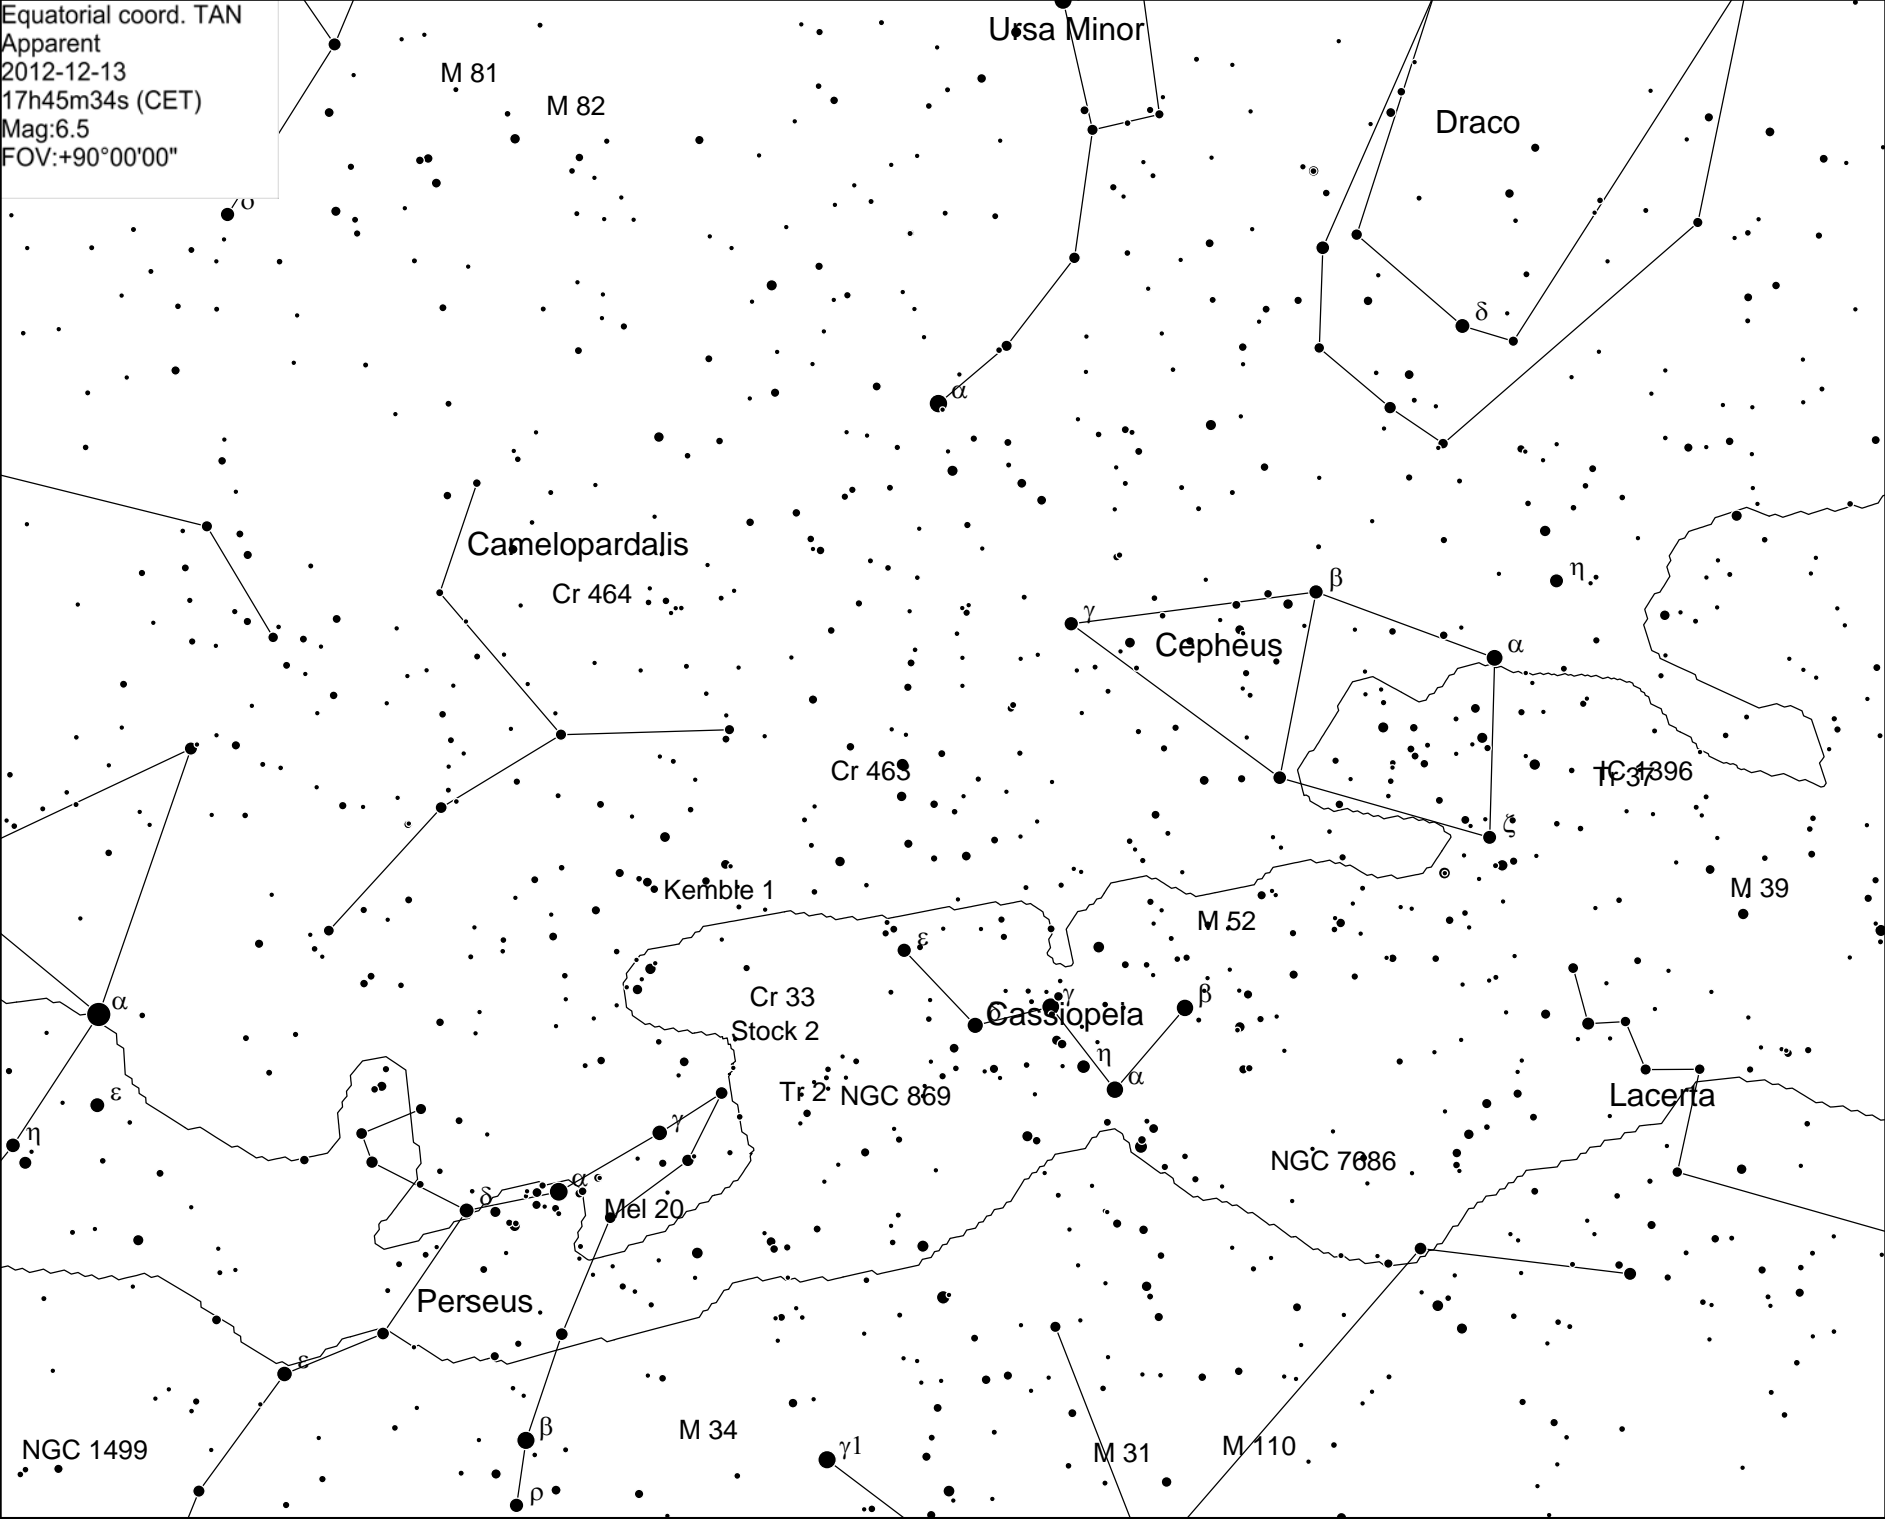 Equatorial coord. TAN
Apparent
2012-12-13
17h45m34s (CET)
Mag:6.5
FOV:+90°00'00"
Ursa Minor
M 81
M 82
Draco
δ
δ
α
Camelopardalis
Cr 464
η
β
γ
Cepheus
α
Cr 463
Tr 37
IC 1396
ζ
Kemble 1
M 39
M 52
ε
Cr 33
α
γ
β
δ
Cassiopeia
Stock 2
η
α
Tr 2
NGC 869
ε
Lacerta
γ
η
NGC 7686
α
δ
Mel 20
Perseus
ε
β
M 34
γ1
M 31
M 110
NGC 1499
ρ